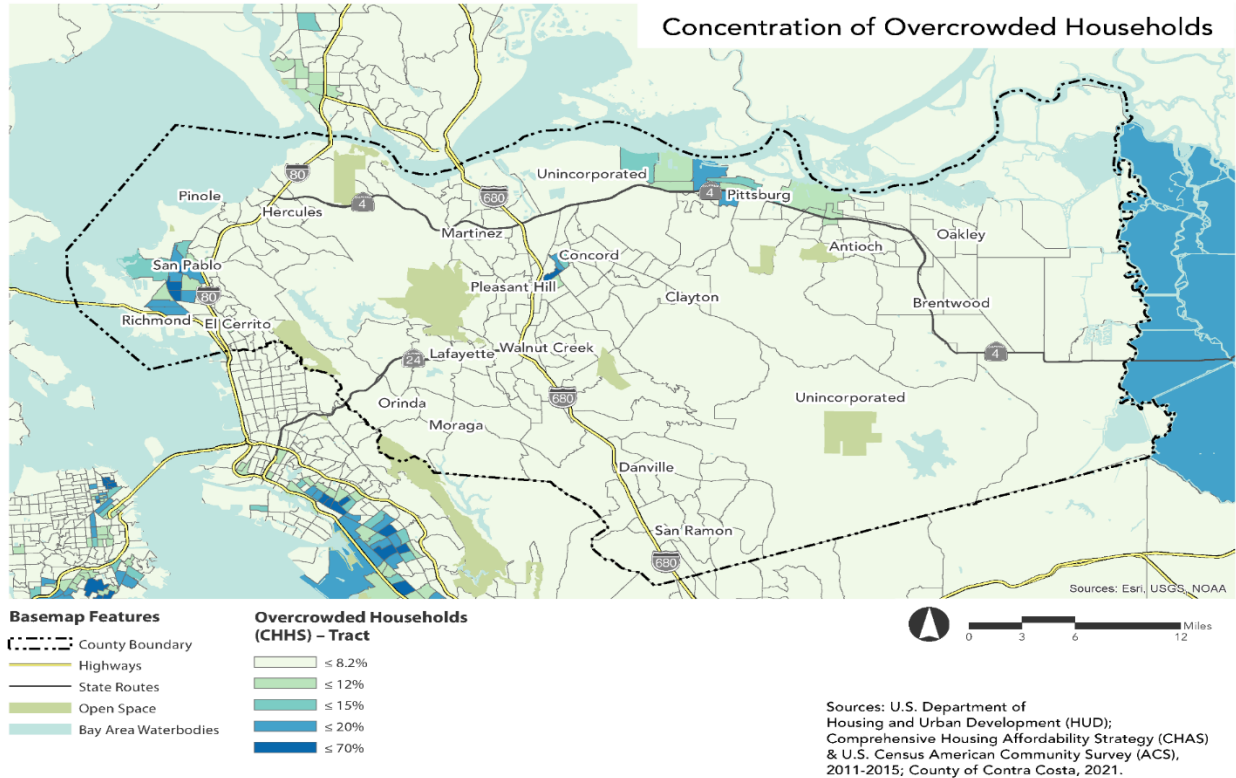 Concentration of Overcrowded Households
80
Unincorporated
Pinole
680
4
Pittsburg
4
Hercules
Martinez
Antioch
Oakley
Concord
San Pablo
Pleasant Hill
80
Clayton
Brentwood
Richmond
El Cerrito
Lafayette
Walnut Creek
24
4
680
Unincorporated
Orinda
Moraga
Danville
San Ramon
680
Sources: Esri, USGS, NOAA
Basemap Features
County Boundary
Highways
State Routes
Open Space
Bay Area Waterbodies
Overcrowded Households
(CHHS) – Tract
≤ 8.2%
≤ 12%
≤ 15%
≤ 20%
≤ 70%
Miles
0 3 6 12
Sources: U.S. Department of
Housing and Urban Development (HUD);
Comprehensive Housing Affordability Strategy (CHAS)
& U.S. Census American Community Survey (ACS),
2011-2015; County of Contra Costa, 2021.